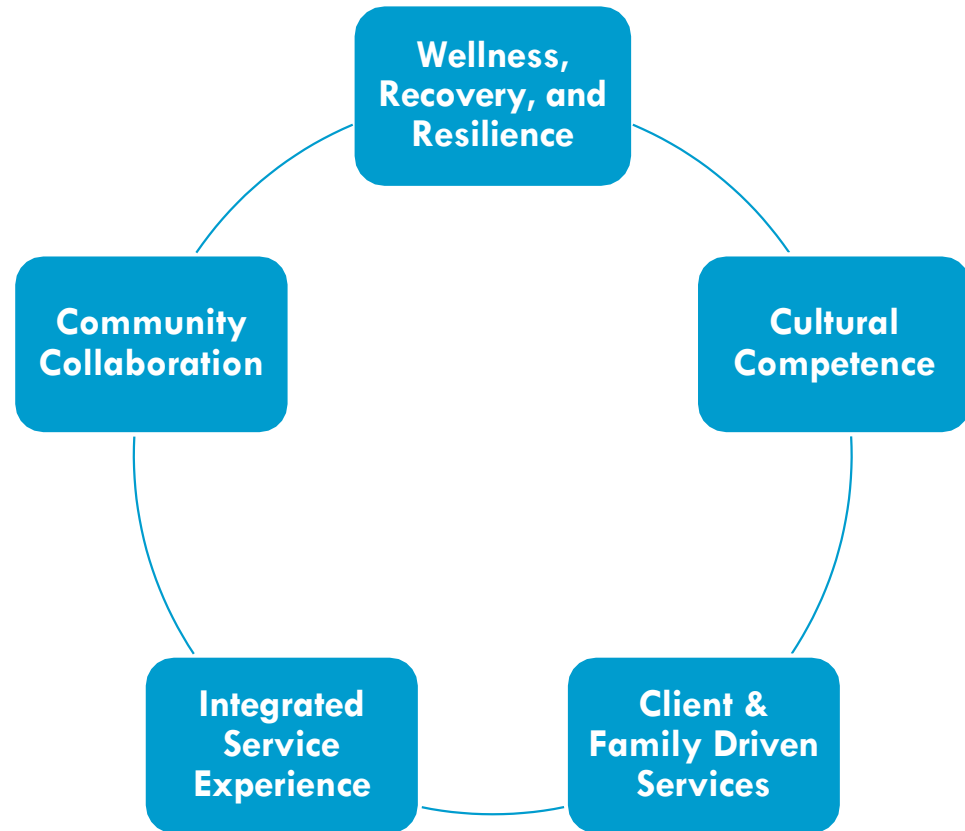 Wellness,
Recovery, and
Resilience
Community
Collaboration
Cultural
Competence
Integrated
Service
Experience
Client &
Family Driven
Services